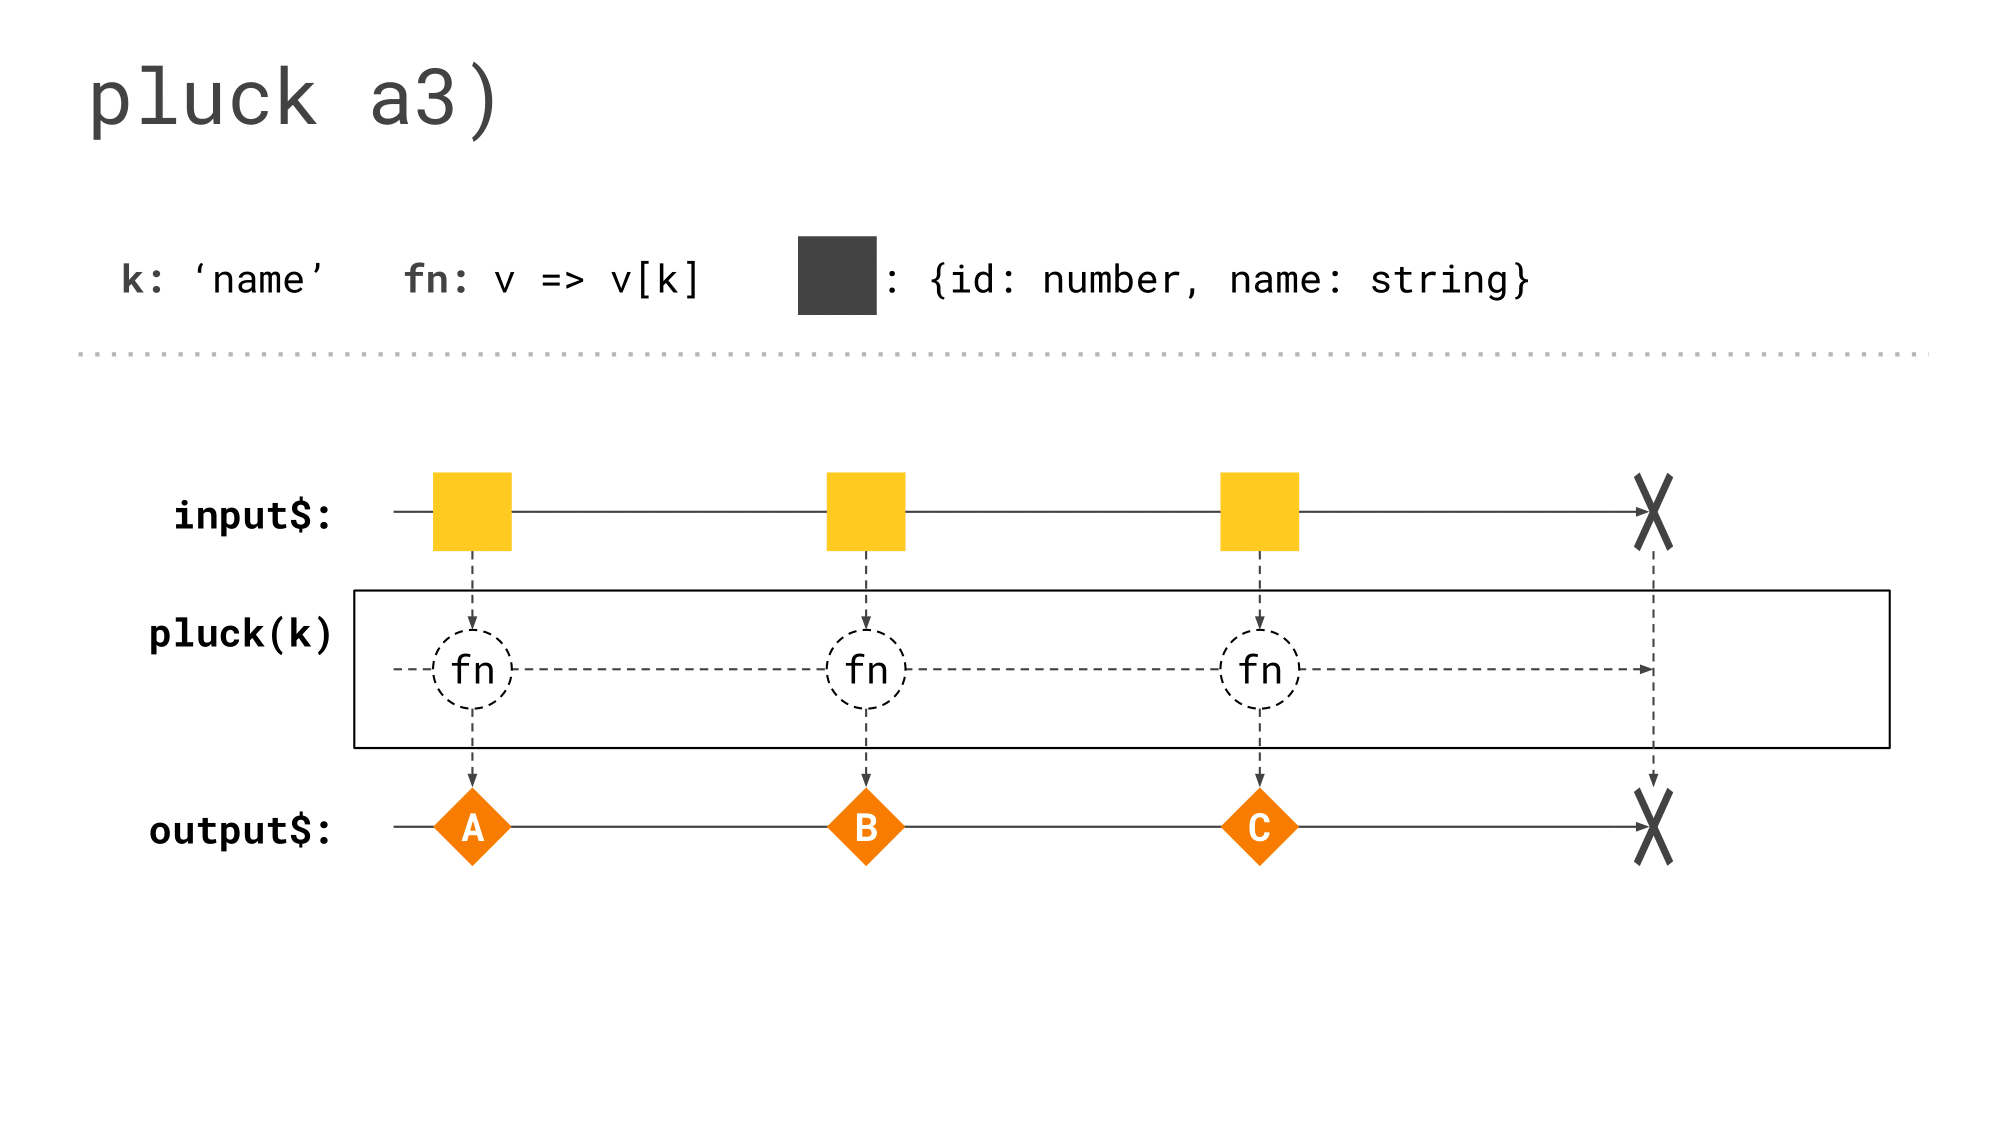 pluck a3)
k: ‘name’ fn: v => v[k] : {id: number, name: string}
input$:
pluck(k)
fn fn fn
output$:
A B C